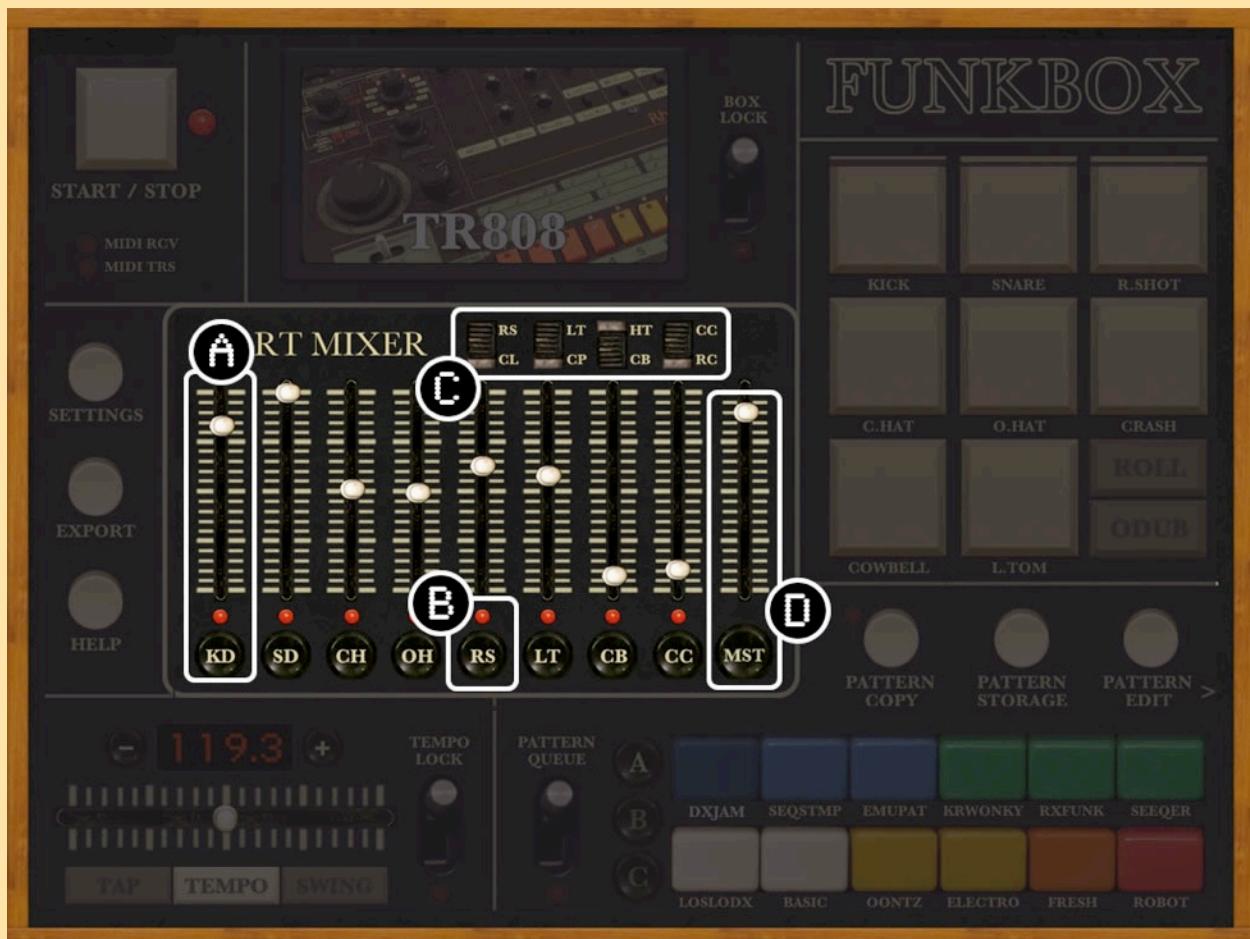 FUNKBOX
BOX
LOCK
TR808
START / STOP
MIDI RCV
MIDI TRS
KICK SNARE R.SHOT
C.HAT O.HAT CRASH
ROLL
ODUB
COWBELL L.TOM
SETTINGS
EXPORT
HELP
A
RT MIXER
C
RS LT HT CC
CL CP CB RC
B
D
KD SD CH OH RS LT CB CC MST
PATTERN
COPY
PATTERN
STORAGE
PATTERN
EDIT >
- 119.3 +
TEMPO
LOCK
TAP TEMPO SWING
PATTERN
QUEUE
A
B
C
DXJAM SEQSTMP EMUPAT KRWONKY RXFUNK SEEQER
LOSLODX BASIC OONTZ ELECTRO FRESH ROBOT